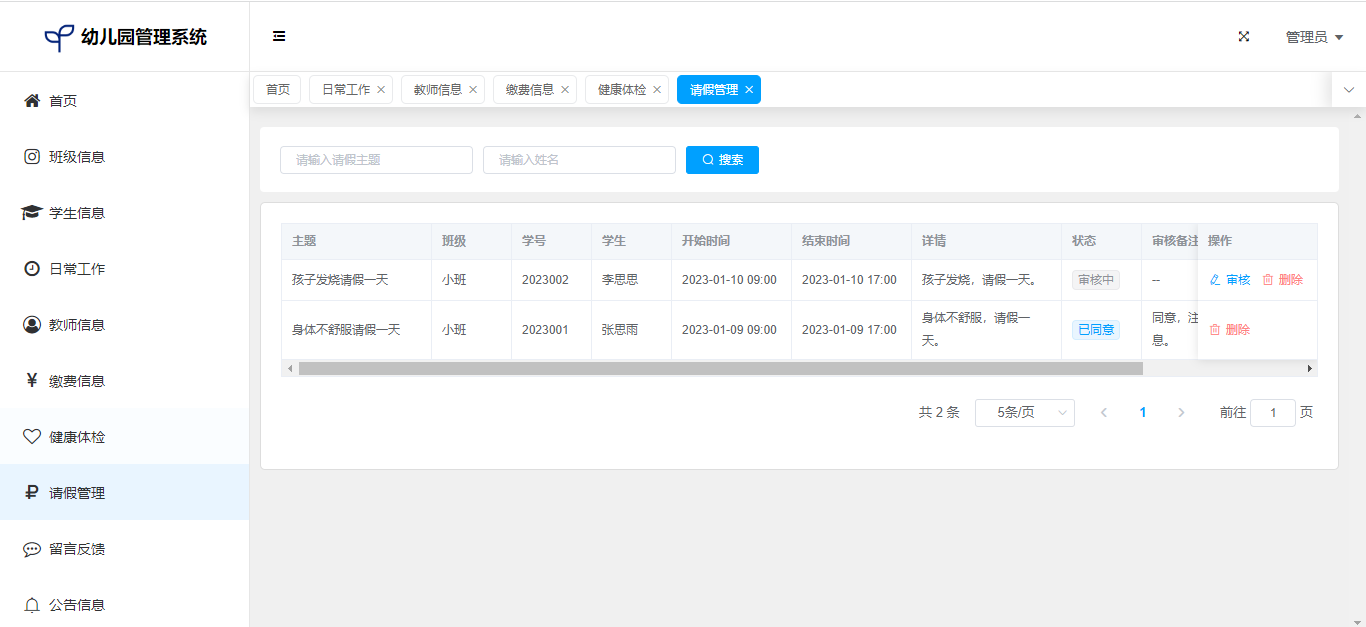 幼儿园管理系统
管理员
首页
班级信息
学生信息
日常工作
教师信息
缴费信息
健康体检
请假管理
留言反馈
公告信息
首页 日常工作 教师信息 缴费信息 健康体检 请假管理
请输入请假主题 请输入姓名 搜索
主题 班级 学号 学生 开始时间 结束时间 详情 状态 审核备注 操作
孩子发烧请假一天 小班 2023002 李思思 2023-01-10 09:00 2023-01-10 17:00 孩子发烧，请假一天。 审核中 -- 审核 删除
身体不舒服请假一天 小班 2023001 张思雨 2023-01-09 09:00 2023-01-09 17:00 身体不舒服，请假一
天。 已同意 同意，注
息。 删除
共 2 条 5条/页 1 前往 1 页